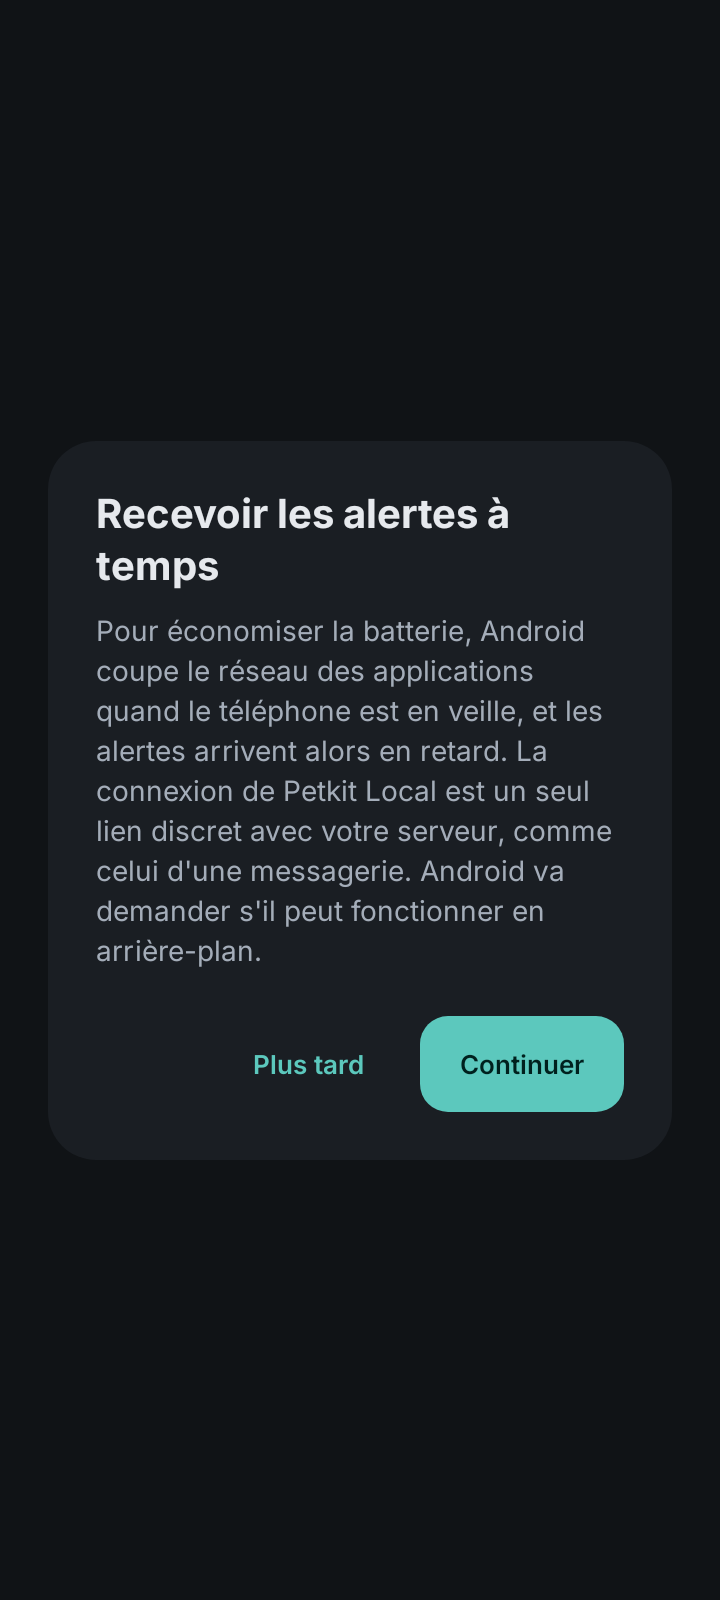 Recevoir les alertes à
temps
Pour économiser la batterie, Android
coupe le réseau des applications
quand le téléphone est en veille, et les
alertes arrivent alors en retard. La
connexion de Petkit Local est un seul
lien discret avec votre serveur, comme
celui d'une messagerie. Android va
demander s'il peut fonctionner en
arrière-plan.
Plus tard
Continuer